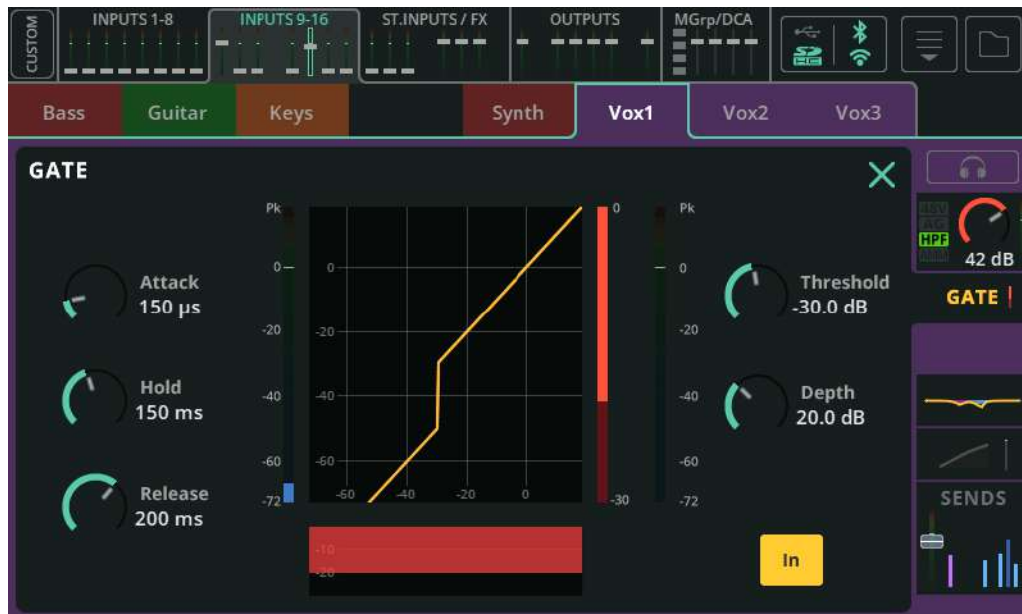 CUSTOM
INPUTS 1-8
INPUTS 9-16
ST.INPUTS / FX
OUTPUTS
MGrp/DCA
Bass
Guitar
Keys
Synth
Vox1
Vox2
Vox3
GATE
Attack
150 µs
Hold
150 ms
Release
200 ms
Pk
0
-20
-40
-60
-72
0
-20
-40
-60
-60
-40
-20
0
-10
-20
0
-30
Pk
0
-20
-40
-60
-72
Threshold
-30.0 dB
Depth
20.0 dB
In
48V
HPF
42 dB
GATE
SENDS